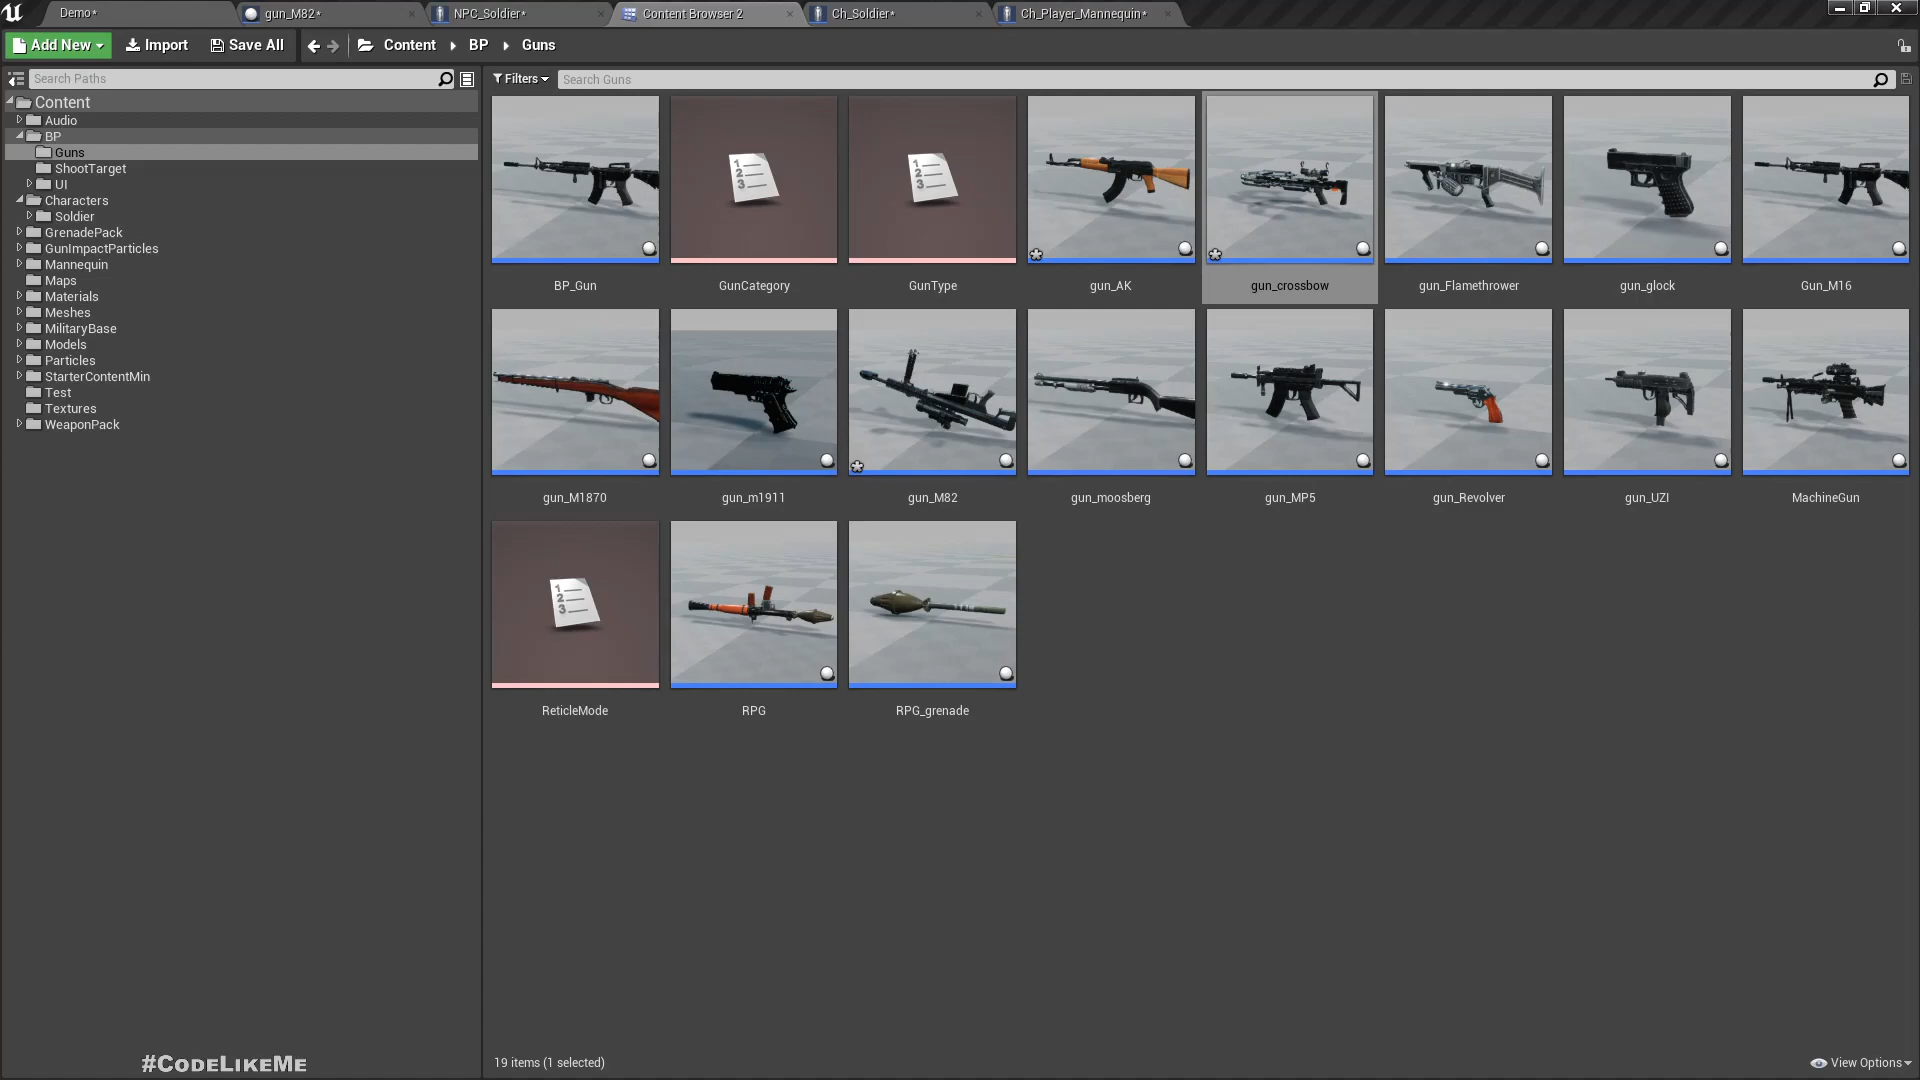 Demo*
gun_M82*
NPC_Soldier*
Content Browser 2
Ch_Soldier*
Ch_Player_Mannequin*
Add New
Import
Save All
Content
BP
Guns
Search Paths
Filters
Search Guns
Content
Audio
BP
Guns
ShootTarget
UI
Characters
Soldier
GrenadePack
GunImpactParticles
Mannequin
Maps
Materials
Meshes
MilitaryBase
Models
Particles
StarterContentMin
Test
Textures
WeaponPack
BP_Gun
GunCategory
GunType
gun_AK
gun_crossbow
gun_Flamethrower
gun_glock
Gun_M16
gun_M1870
gun_m1911
gun_M82
gun_moosberg
gun_MP5
gun_Revolver
gun_UZI
MachineGun
ReticleMode
RPG
RPG_grenade
#CodeLikeMe
19 items (1 selected)
View Options